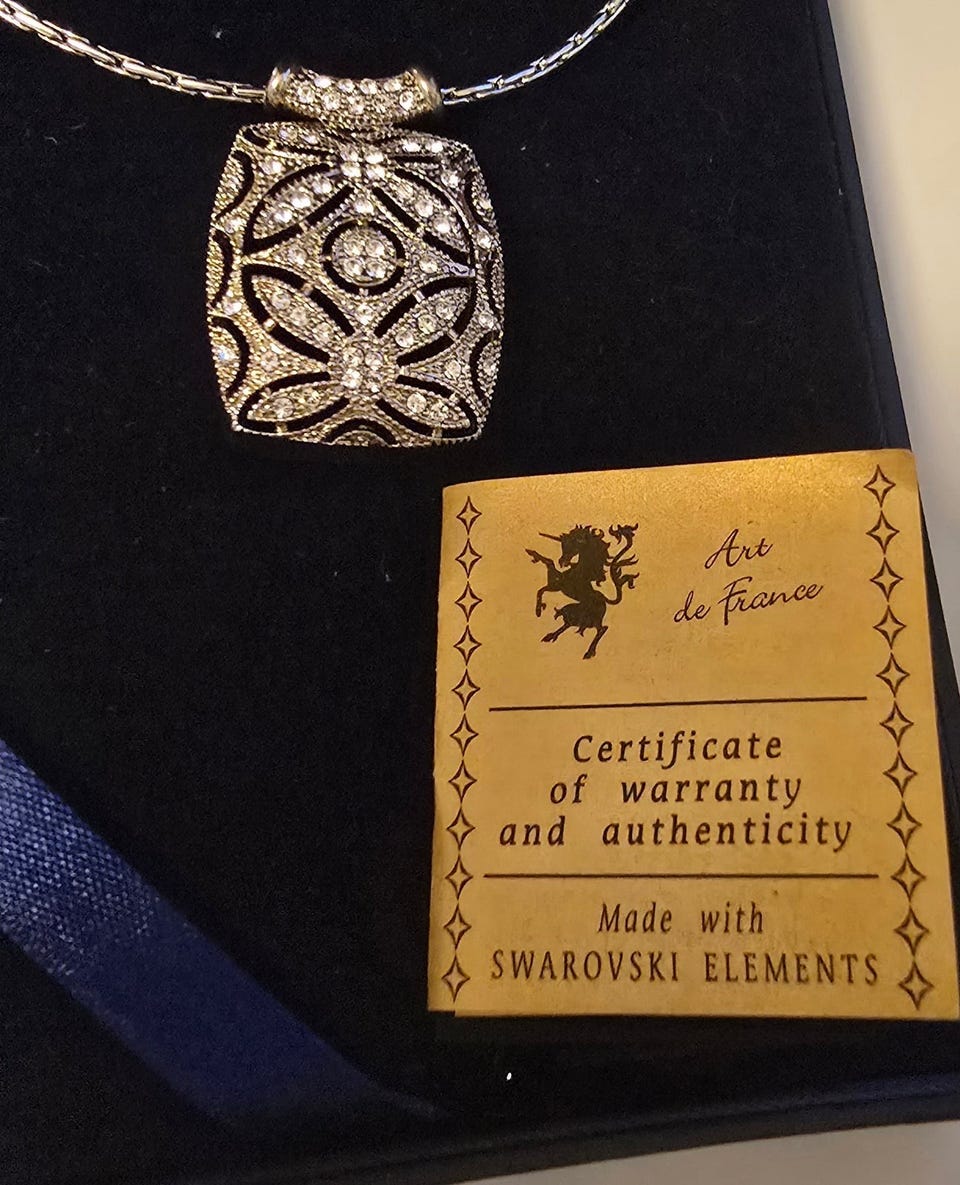 Art
de France
Certificate
of warranty
and authenticity
Made with
SWAROVSKI ELEMENTS